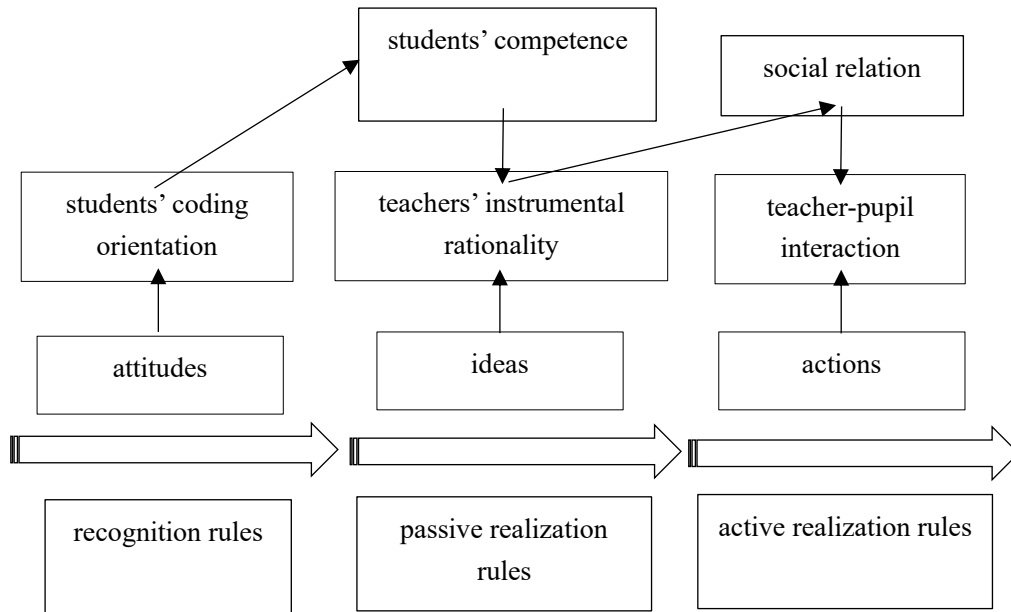 students’ competence
social relation
students’ coding
orientation
teachers’ instrumental
rationality
teacher-pupil
interaction
attitudes
ideas
actions
recognition rules
passive realization
rules
active realization rules